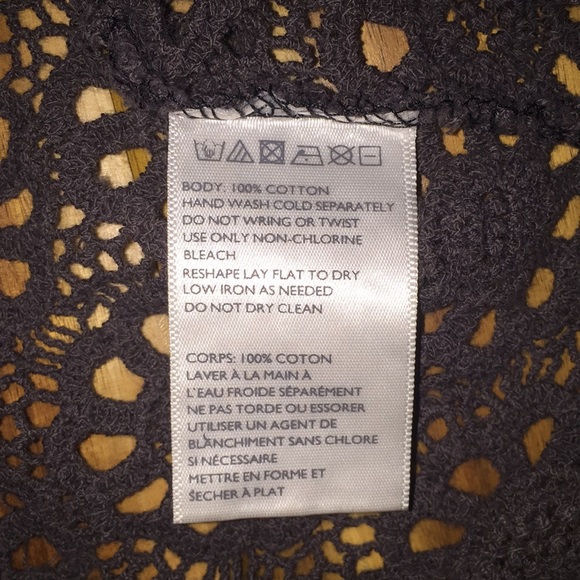 BODY: 100% COTTON
HAND WASH COLD SEPARATELY
DO NOT WRING OR TWIST
USE ONLY NON-CHLORINE
BLEACH
RESHAPE LAY FLAT TO DRY
LOW IRON AS NEEDED
DO NOT DRY CLEAN
CORPS: 100% COTON
LAVER À LA MAIN À
L'EAU FROIDE SÉPARÉMENT
NE PAS TORDE OU ESSORER
UTILISER UN AGENT DE
BLANCHIMENT SANS CHLORE
SI NÉCESSAIRE
METTRE EN FORME ET
SECHER À PLAT